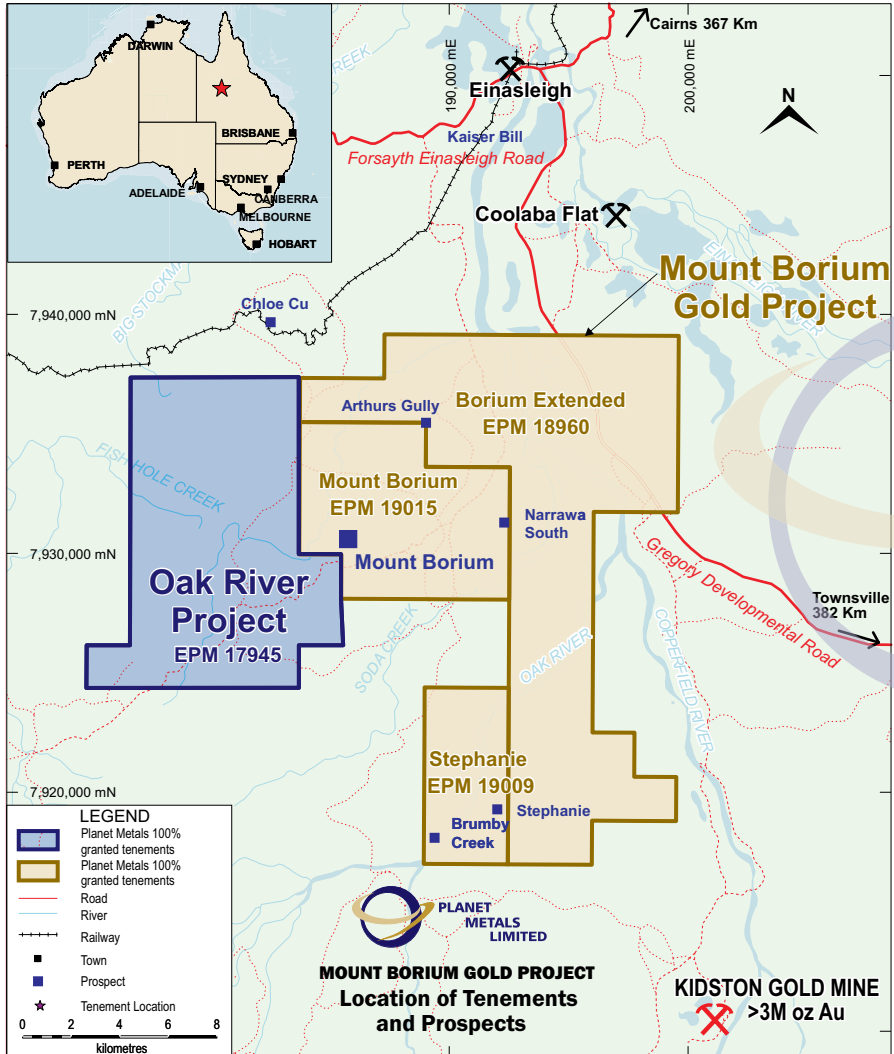 DARWIN
BRISBANE
PERTH
SYDNEY
ADELAIDE
CANBERRA
MELBOURNE
HOBART
CREEK
190,000 mE
200,000 mE
Cairns 367 Km
N
Einasleigh
Kaiser Bill
Forsyth Einasleigh Road
Coolaba Flat
Mount Borium
Gold Project
Chloe Cu
7,940,000 mN
Arthurs Gully
Borium Extended
EPM 18960
FISH HOLE CREEK
Mount Borium
EPM 19015
Narrawa
South
7,930,000 mN
Mount Borium
Oak River
Project
EPM 17945
Gregory Developmental Road
Townsville
382 Km
SODA CREEK
OAK RIVER
COPPERFIELD RIVER
Stephanie
EPM 19009
7,920,000 mN
Stephanie
Brumby
Creek
LEGEND
Planet Metals 100%
granted tenements
Planet Metals 100%
granted tenements
Road
River
Railway
Town
Prospect
Tenement Location
0 2 4 6 8
kilometres
PLANET
METALS
LIMITED
MOUNT BORIUM GOLD PROJECT
Location of Tenements
and Prospects
KIDSTON GOLD MINE
>3M oz Au